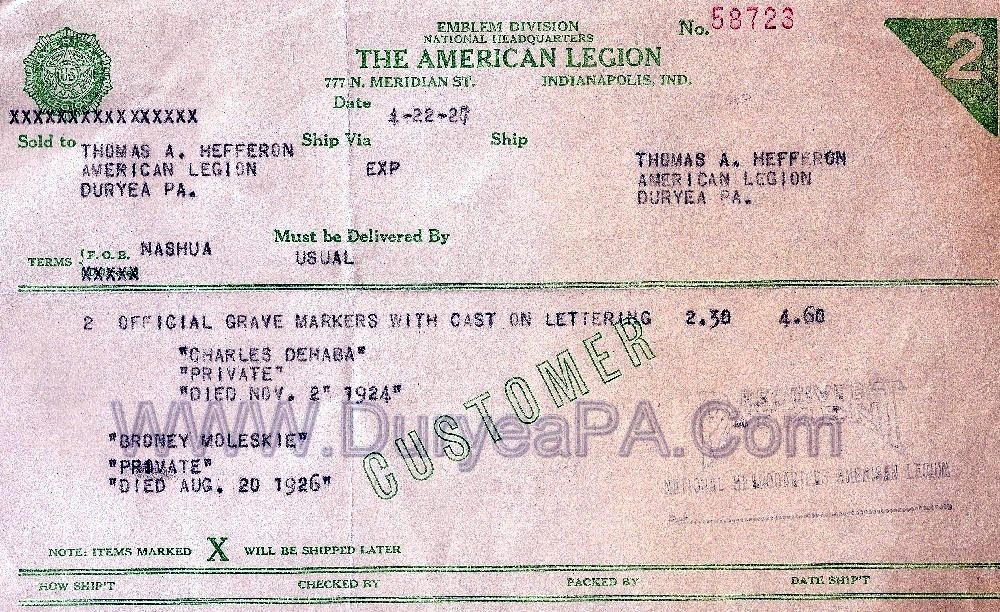 EMBLEM DIVISION
NATIONAL HEADQUARTERS
THE AMERICAN LEGION
777 N. MERIDIAN ST. INDIANAPOLIS, IND.
No. 58723
2
XXXXXXXXXXXXXXXX
Date 4-22-27
Sold to THOMAS A. HEFFERON
AMERICAN LEGION
DURYEA PA.
Ship Via
EXP
Ship
THOMAS A. HEFFERON
AMERICAN LEGION
DURYEA PA.
TERMS {F. O. B. NASHUA
XXXXX
Must be Delivered By
USUAL
2 OFFICIAL GRAVE MARKERS WITH CAST ON LETTERING 2.30 4.60
"CHARLES DEHABA"
"PRIVATE"
"DIED NOV. 2" 1924"
"BRONEY MOLESKIE"
"PRIVATE"
"DIED AUG. 20 1926"
CUSTOMER
WWW.DuryeaPA.Com
NATIONAL HEADQUARTERS AMERICAN LEGION
NOTE: ITEMS MARKED X WILL BE SHIPPED LATER
HOW SHIP'T CHECKED BY PACKED BY DATE SHIP'T